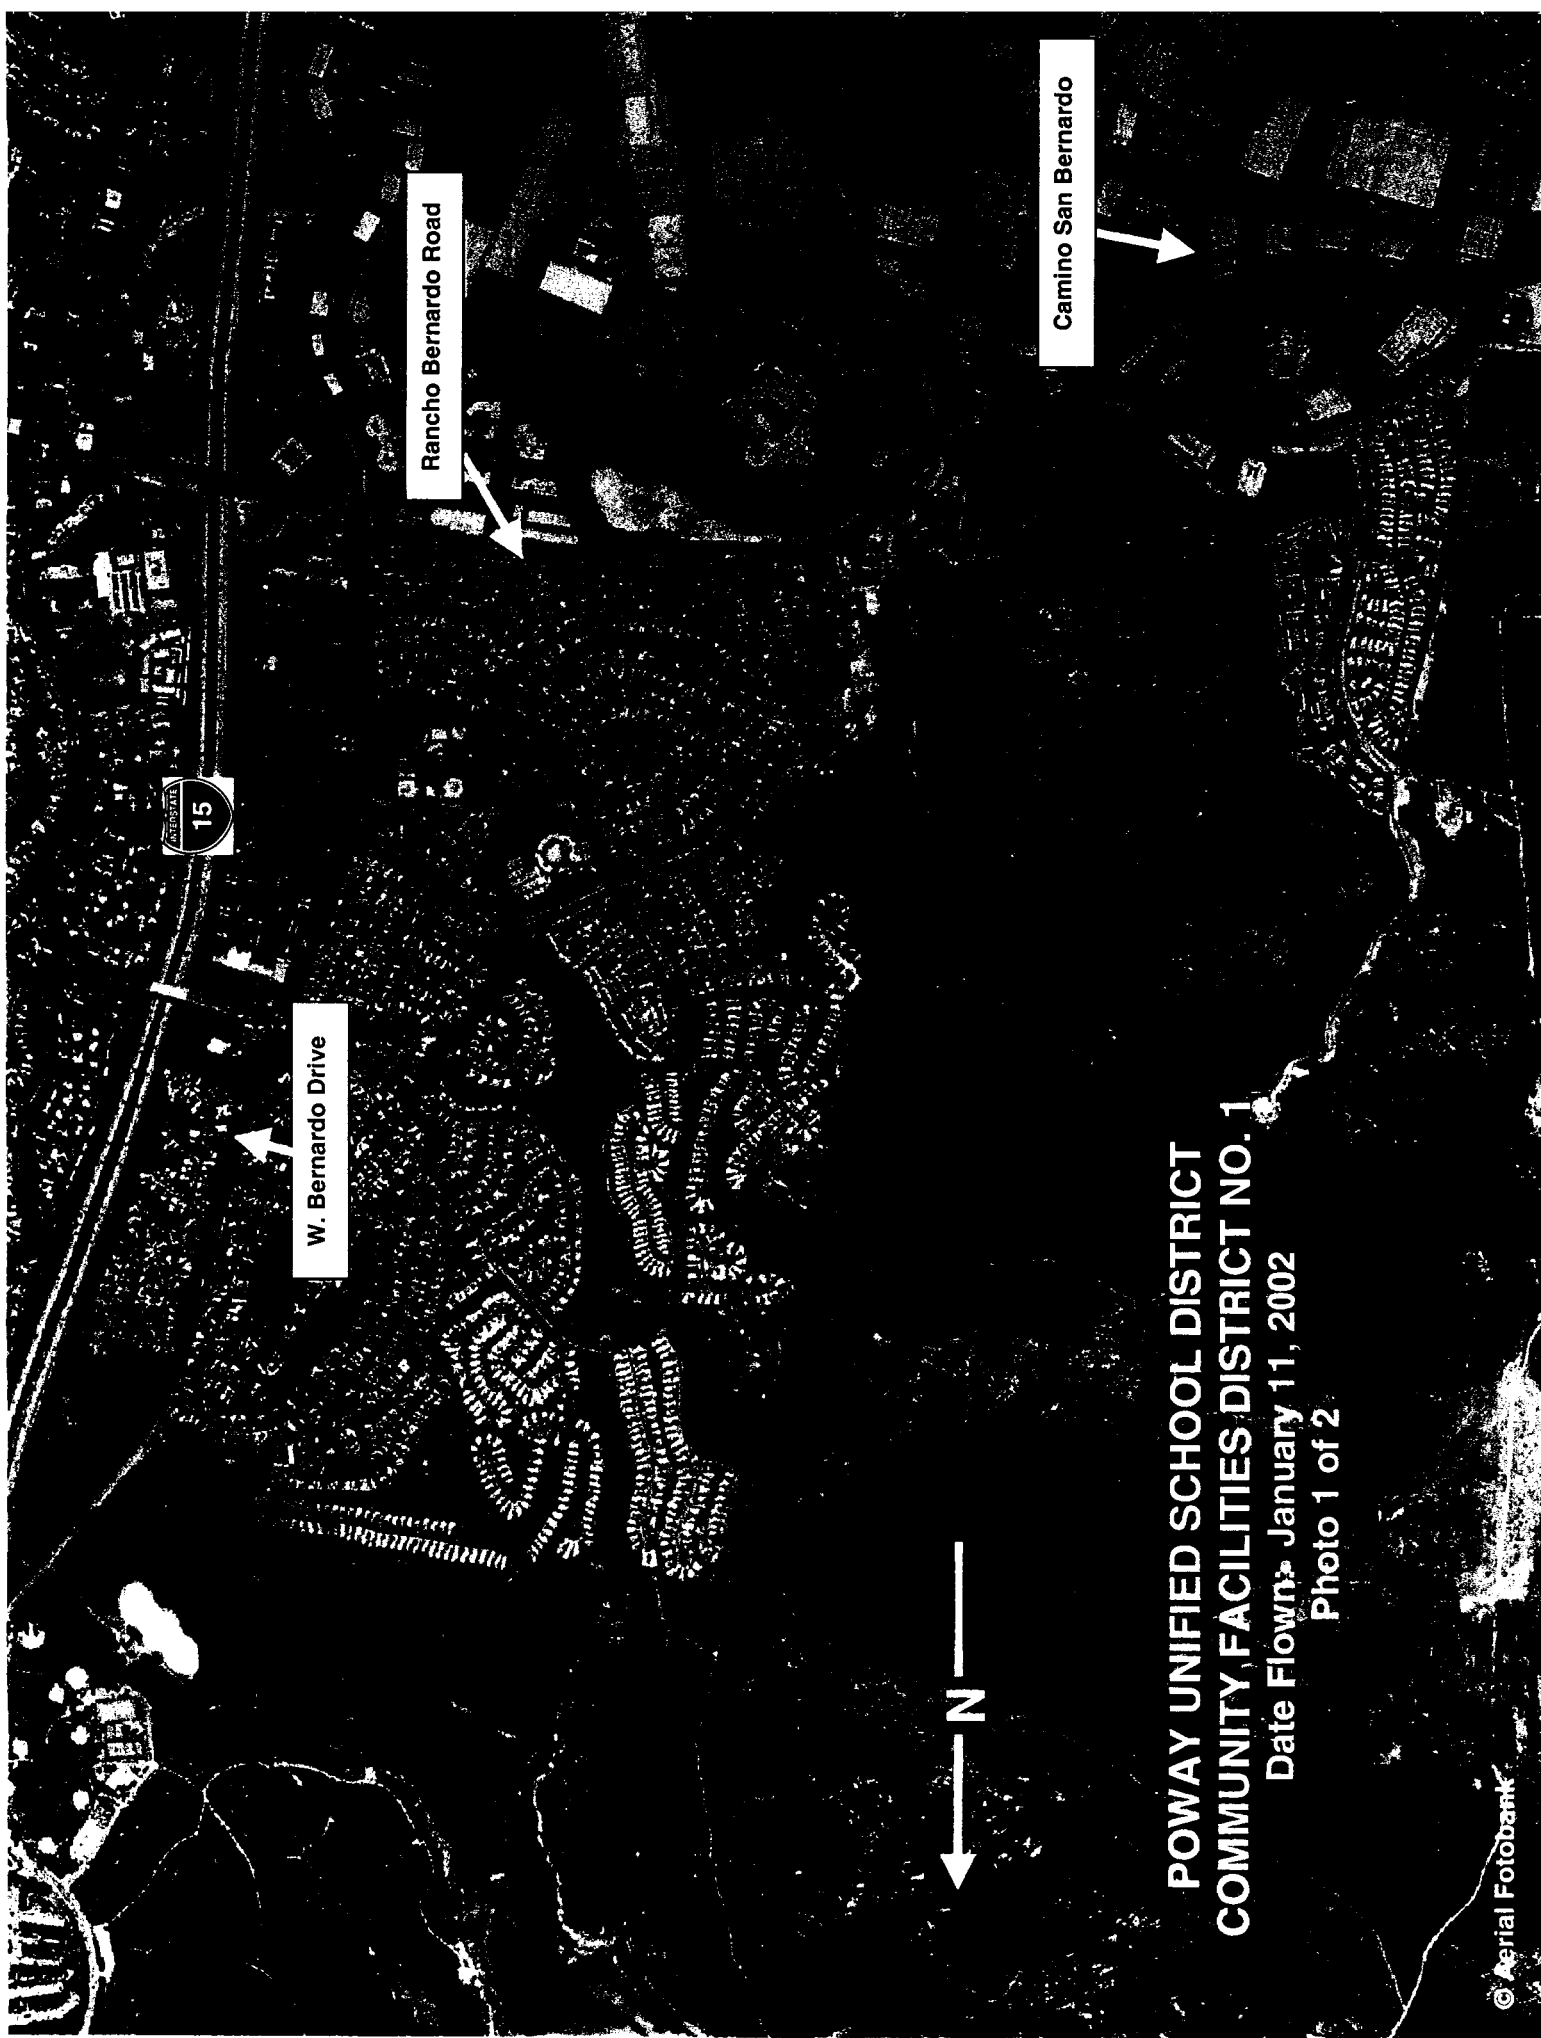 Rancho Bernardo Road
Camino San Bernardo
INTERSTATE
15
W. Bernardo Drive
N
POWAY UNIFIED SCHOOL DISTRICT
COMMUNITY FACILITIES DISTRICT NO. 1
Date Flown: January 11, 2002
Photo 1 of 2
© Aerial Fotobank